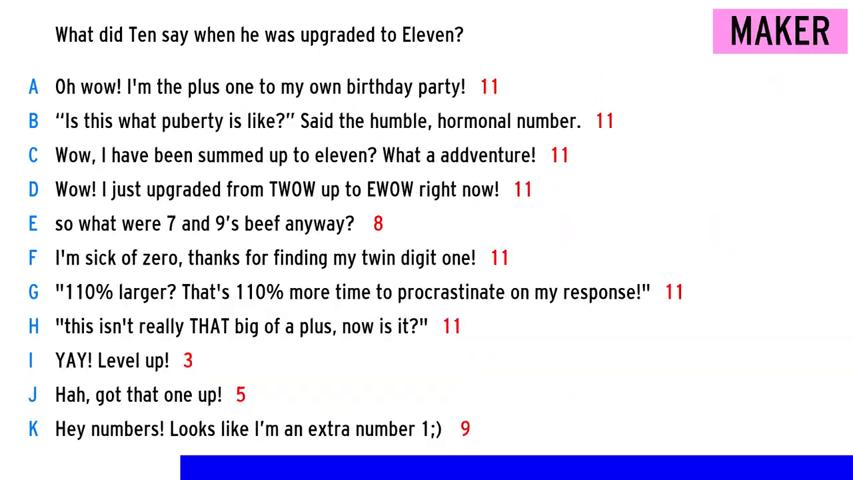 What did Ten say when he was upgraded to Eleven?
MAKER
A Oh wow! I'm the plus one to my own birthday party! 11
B “Is this what puberty is like?” Said the humble, hormonal number. 11
C Wow, I have been summed up to eleven? What a addventure! 11
D Wow! I just upgraded from TWOW up to EWOW right now! 11
E so what were 7 and 9’s beef anyway? 8
F I'm sick of zero, thanks for finding my twin digit one! 11
G "110% larger? That's 110% more time to procrastinate on my response!" 11
H "this isn't really THAT big of a plus, now is it?" 11
I YAY! Level up! 3
J Hah, got that one up! 5
K Hey numbers! Looks like I’m an extra number 1;) 9